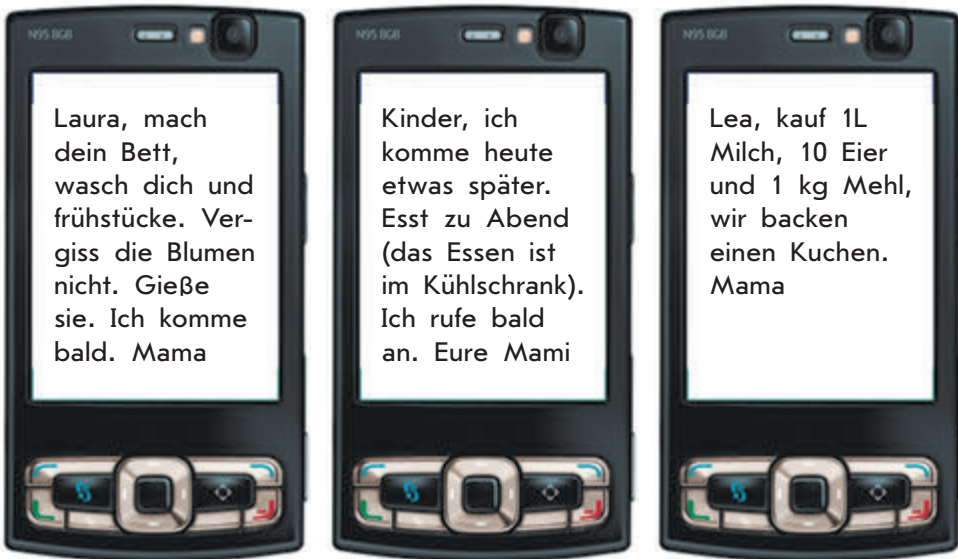 N95 8GB
Laura, mach
dein Bett,
wasch dich und
frühstücke. Ver-
giss die Blumen
nicht. Gieße
sie. Ich komme
bald. Mama
N95 8GB
Kinder, ich
komme heute
etwas später.
Esst zu Abend
(das Essen ist
im Kühlschrank).
Ich rufe bald
an. Eure Mami
N95 8GB
Lea, kauf 1L
Milch, 10 Eier
und 1 kg Mehl,
wir backen
einen Kuchen.
Mama